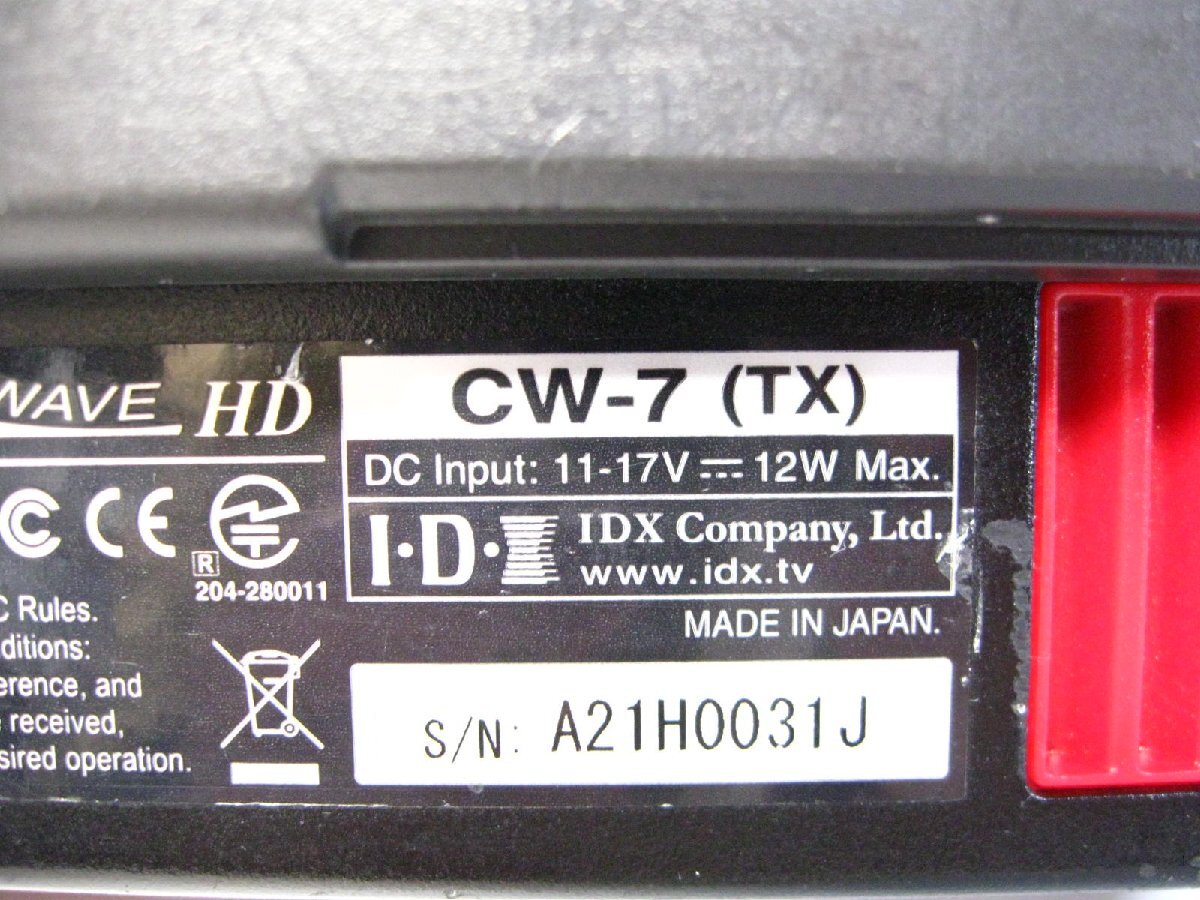 WAVE HD
CE
R
204-280011
C Rules.
ditions:
erence, and
e received,
sired operation.
CW-7 (TX)
DC Input: 11-17V ⎓ 12W Max.
I·D·X
IDX Company, Ltd.
www.idx.tv
MADE IN JAPAN.
S/N: A21H0031J